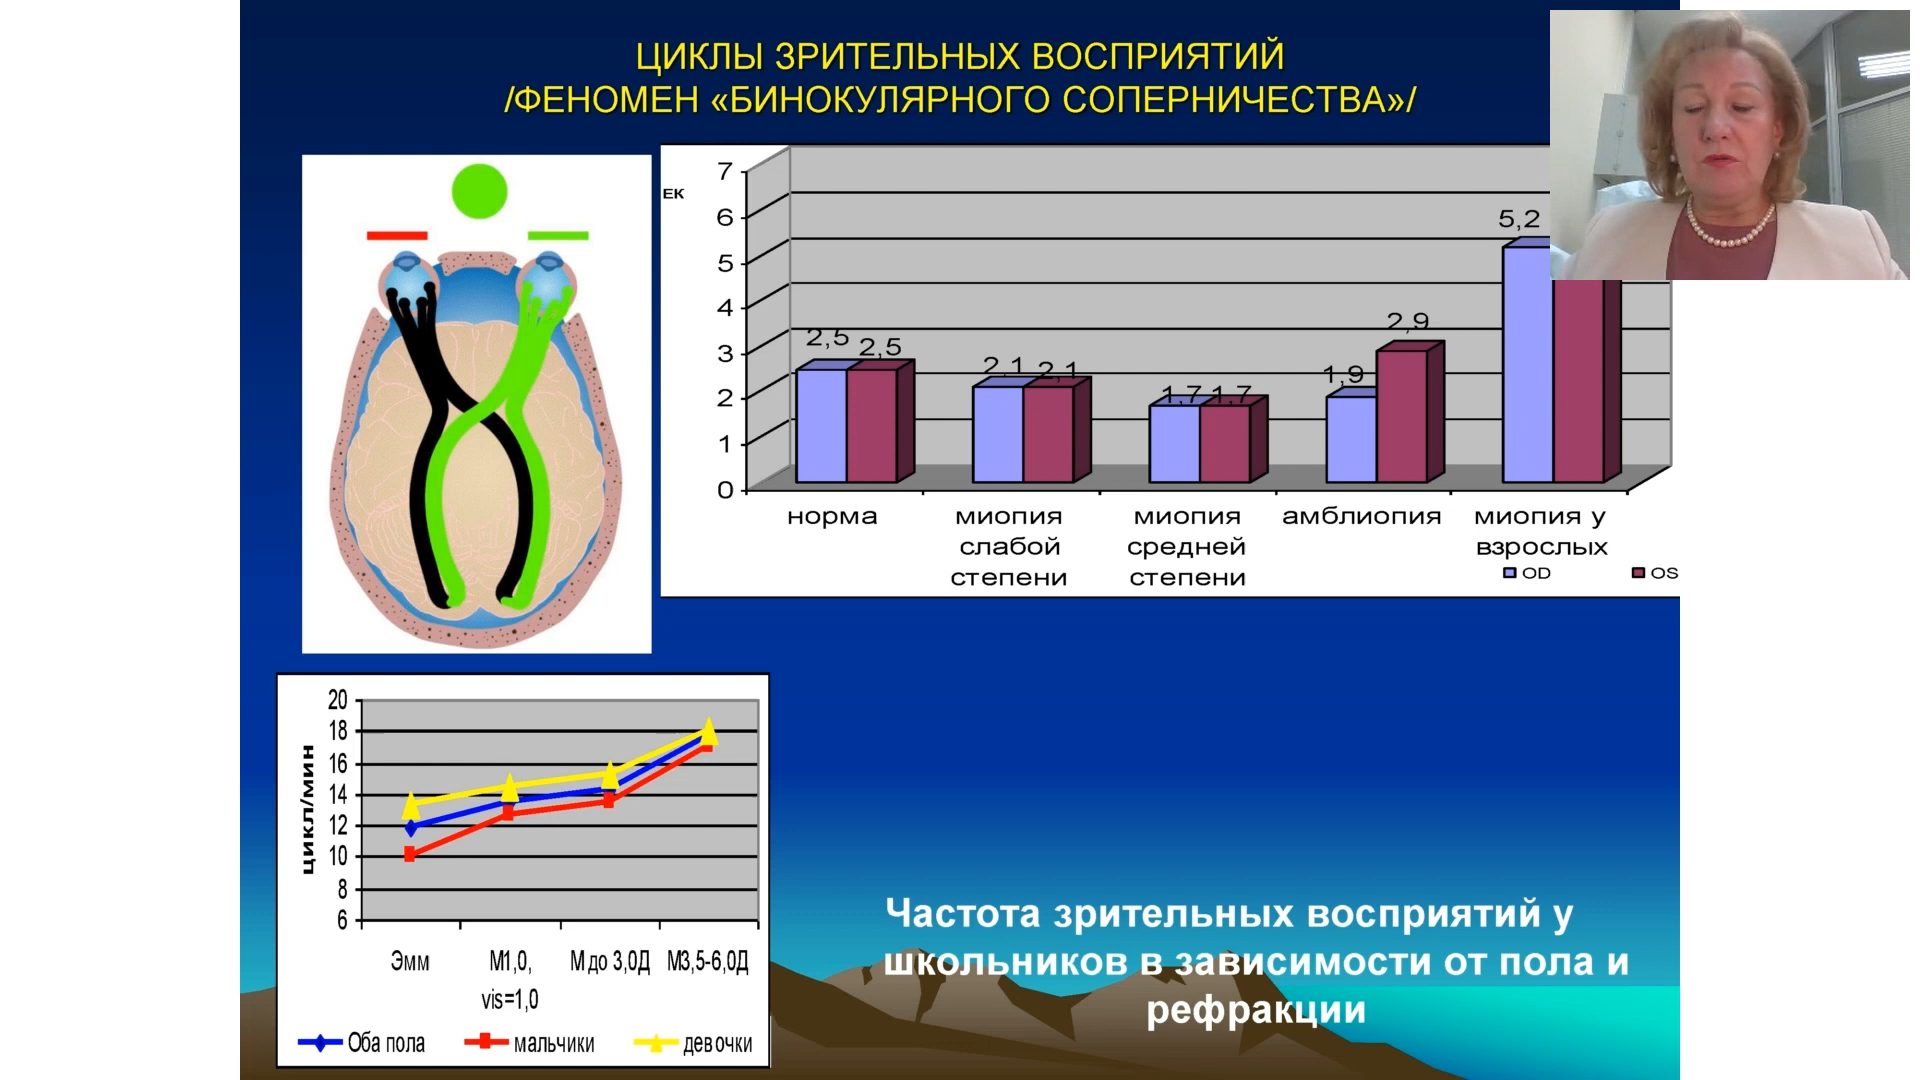 ЦИКЛЫ ЗРИТЕЛЬНЫХ ВОСПРИЯТИЙ
/ФЕНОМЕН «БИНОКУЛЯРНОГО СОПЕРНИЧЕСТВА»/
ЕК
7
6
5
4
3
2
1
0
2,5
2,5
2,1
2,1
1,7
1,7
1,9
2,9
5,2
норма
миопия
слабой
степени
миопия
средней
степени
амблиопия
миопия у
взрослых
OD
OS
цикл/мин
20
18
16
14
12
10
8
6
Эмм
М1,0,
vis=1,0
М до 3,0Д
М3,5-6,0Д
Оба пола
мальчики
девочки
Частота зрительных восприятий у
школьников в зависимости от пола и
рефракции